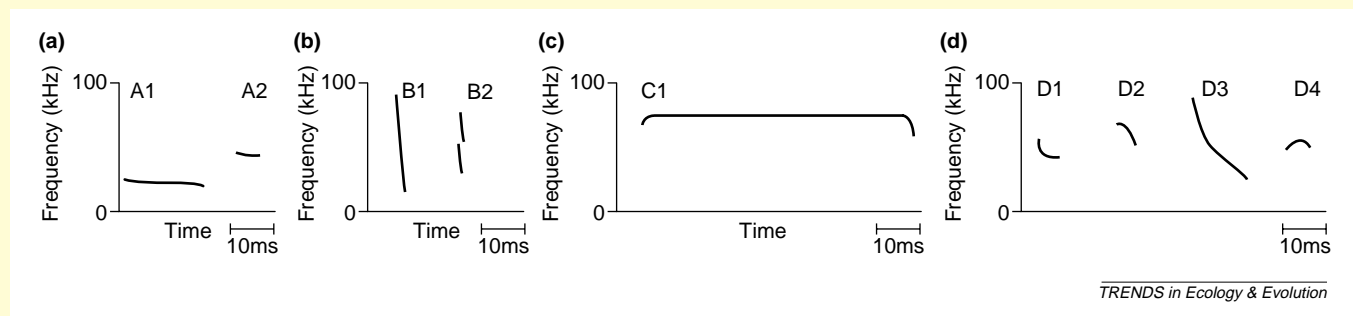 (a)
Frequency (kHz)
100
0
A1
A2
Time
10ms
(b)
Frequency (kHz)
100
0
B1
B2
Time
10ms
(c)
Frequency (kHz)
100
0
C1
Time
10ms
(d)
Frequency (kHz)
100
0
D1
D2
D3
D4
10ms
TRENDS in Ecology & Evolution